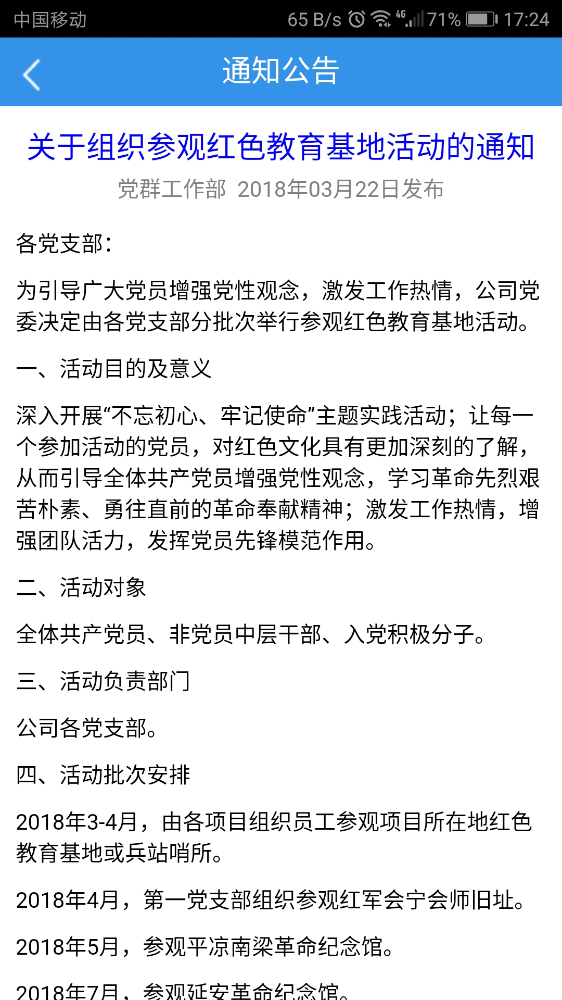 中国移动 65 B/s 4G 71% 17:24
通知公告
关于组织参观红色教育基地活动的通知
党群工作部 2018年03月22日发布
各党支部：
为引导广大党员增强党性观念，激发工作热情，公司党
委决定由各党支部分批次举行参观红色教育基地活动。
一、活动目的及意义
深入开展“不忘初心、牢记使命”主题实践活动；让每一
个参加活动的党员，对红色文化具有更加深刻的了解，
从而引导全体共产党员增强党性观念，学习革命先烈艰
苦朴素、勇往直前的革命奉献精神；激发工作热情，增
强团队活力，发挥党员先锋模范作用。
二、活动对象
全体共产党员、非党员中层干部、入党积极分子。
三、活动负责部门
公司各党支部。
四、活动批次安排
2018年3-4月，由各项目组织员工参观项目所在地红色
教育基地或兵站哨所。
2018年4月，第一党支部组织参观红军会宁会师旧址。
2018年5月，参观平凉南梁革命纪念馆。
2018年7月，参观延安革命纪念馆。